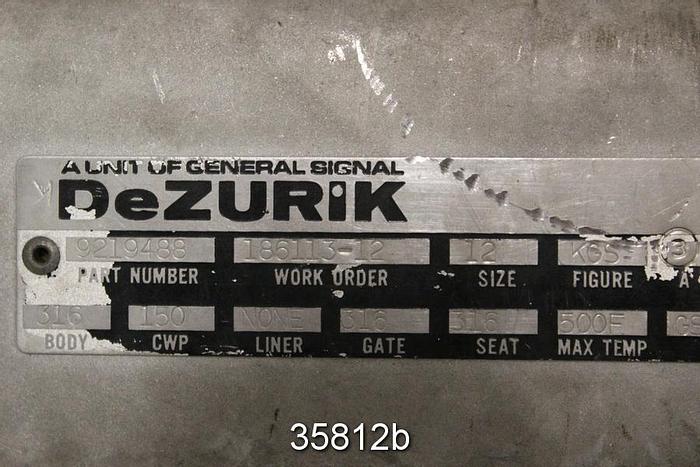 A UNIT OF GENERAL SIGNAL
DeZURIK
9219488 186113-12 12 KGS
PART NUMBER WORK ORDER SIZE FIGURE
316 150 NONE 316 316 500F
BODY CWP LINER GATE SEAT MAX TEMP
35812b